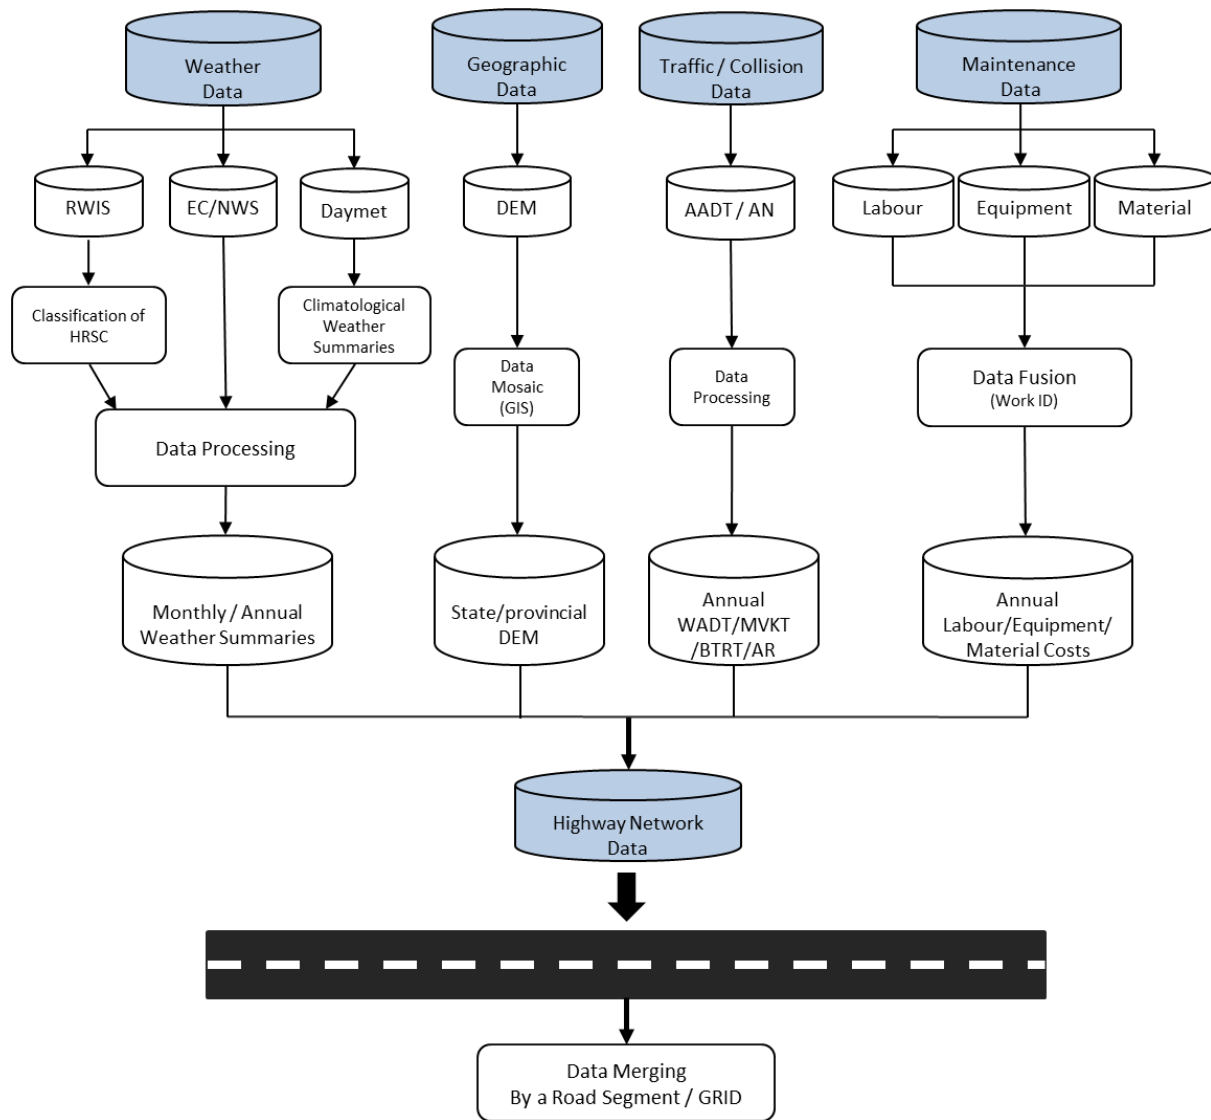 Weather
Data
Geographic
Data
Traffic / Collision
Data
Maintenance
Data
RWIS
EC/NWS
Daymet
DEM
AADT / AN
Labour
Equipment
Material
Classification of
HRSC
Climatological
Weather
Summaries
Data
Mosaic
(GIS)
Data
Processing
Data Fusion
(Work ID)
Data Processing
Monthly / Annual
Weather Summaries
State/provincial
DEM
Annual
WADT/MVKT
/BTRT/AR
Annual
Labour/Equipment/
Material Costs
Highway Network
Data
Data Merging
By a Road Segment / GRID